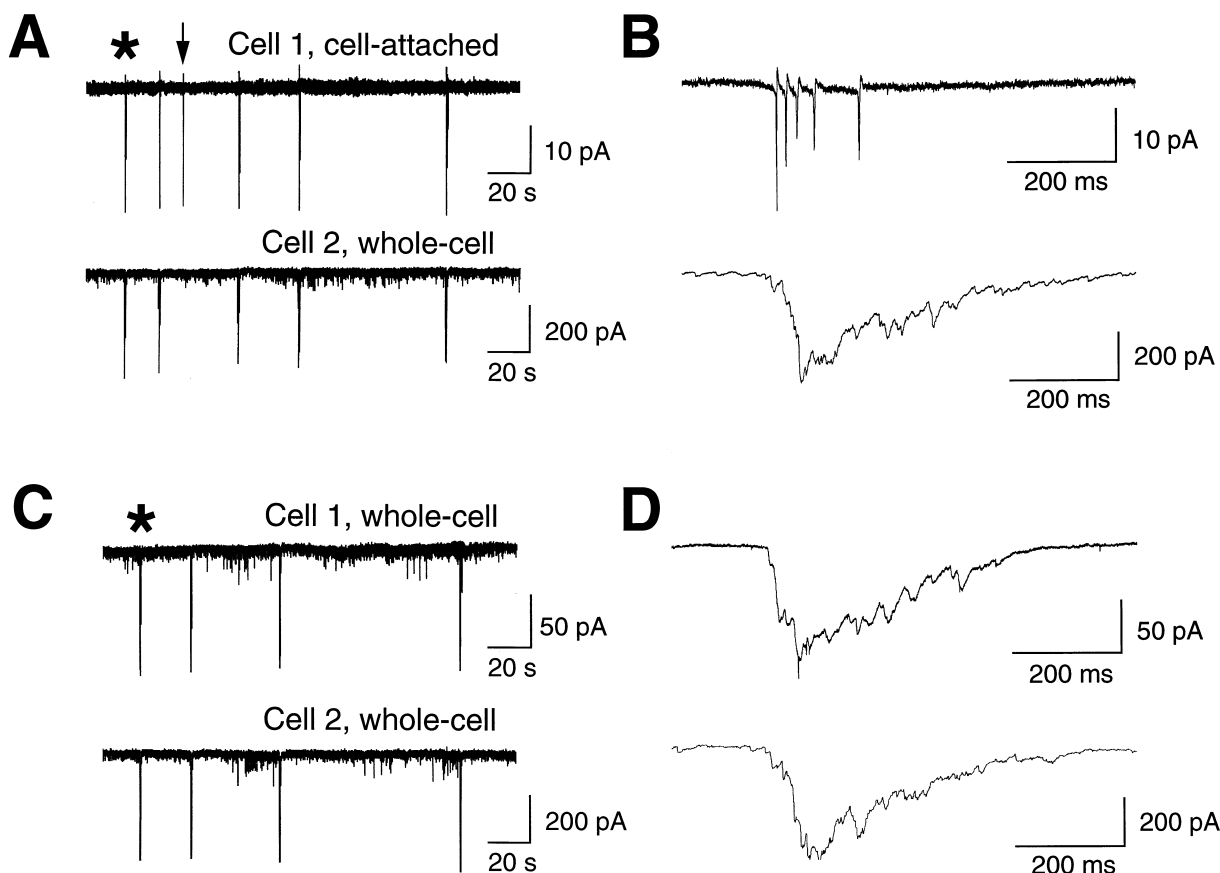 A
*
Cell 1, cell-attached
10 pA
20 s
Cell 2, whole-cell
200 pA
20 s
B
10 pA
200 ms
200 pA
200 ms
C
*
Cell 1, whole-cell
50 pA
20 s
Cell 2, whole-cell
200 pA
20 s
D
50 pA
200 ms
200 pA
200 ms